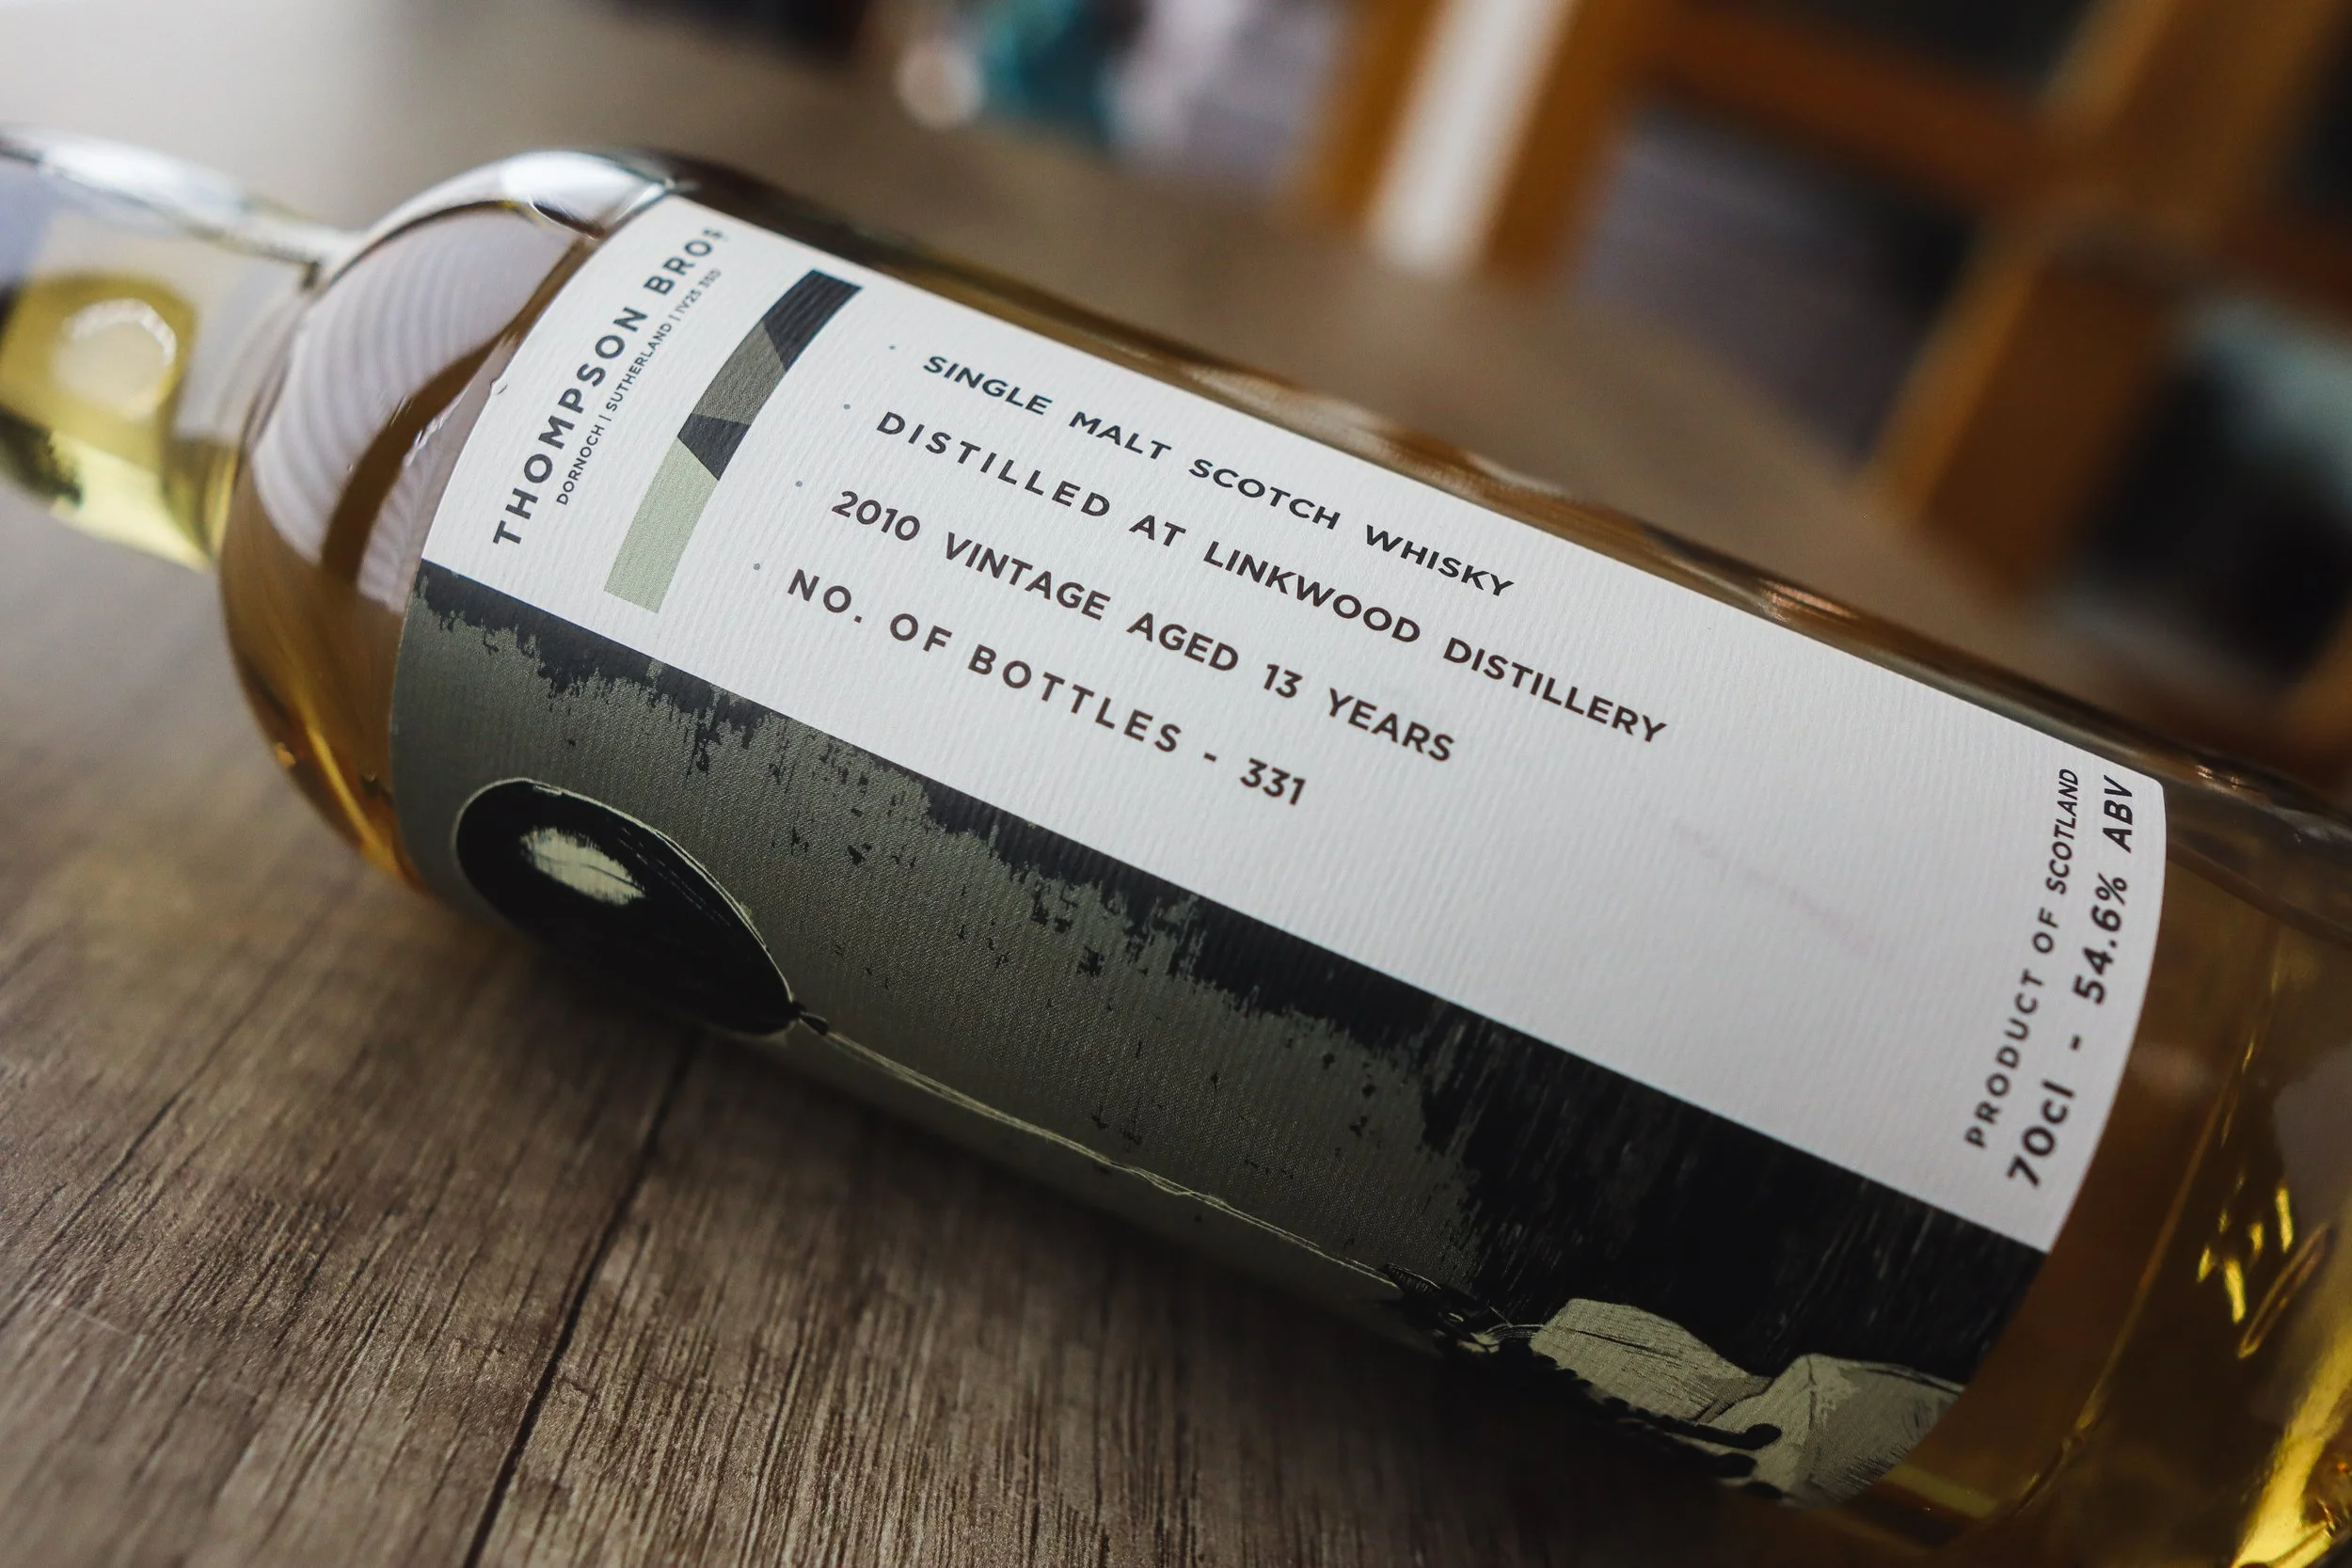 THOMPSON BROS
DORNOCH | SUTHERLAND | IV25 3SD
SINGLE MALT SCOTCH WHISKY
DISTILLED AT LINKWOOD DISTILLERY
2010 VINTAGE AGED 13 YEARS
NO. OF BOTTLES - 331
PRODUCT OF SCOTLAND
70cl - 54.6% ABV